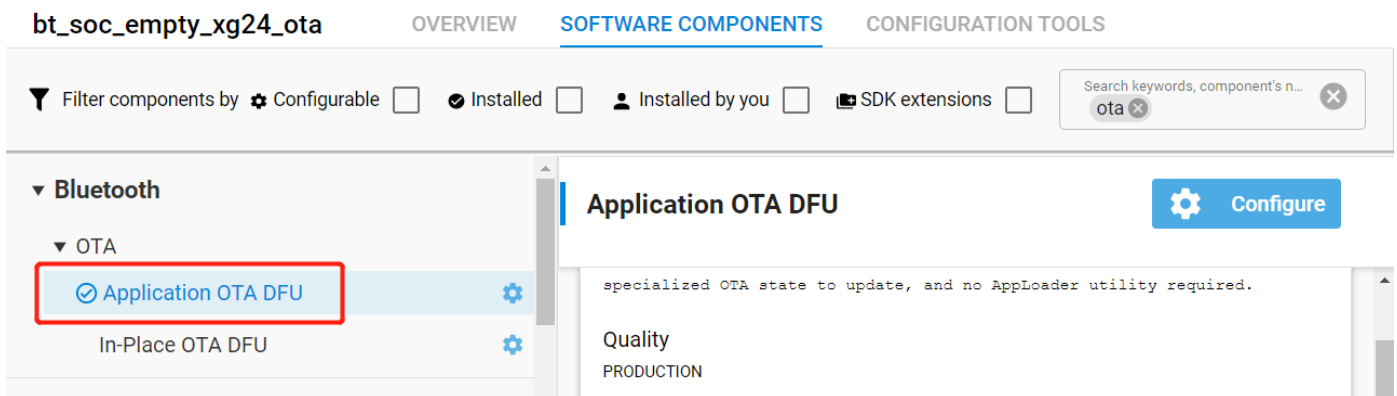 bt_soc_empty_xg24_ota OVERVIEW SOFTWARE COMPONENTS CONFIGURATION TOOLS
Filter components by Configurable Installed Installed by you SDK extensions
Search keywords, component's n...
ota
Bluetooth
OTA
Application OTA DFU
In-Place OTA DFU
Application OTA DFU
Configure
specialized OTA state to update, and no AppLoader utility required.
Quality
PRODUCTION